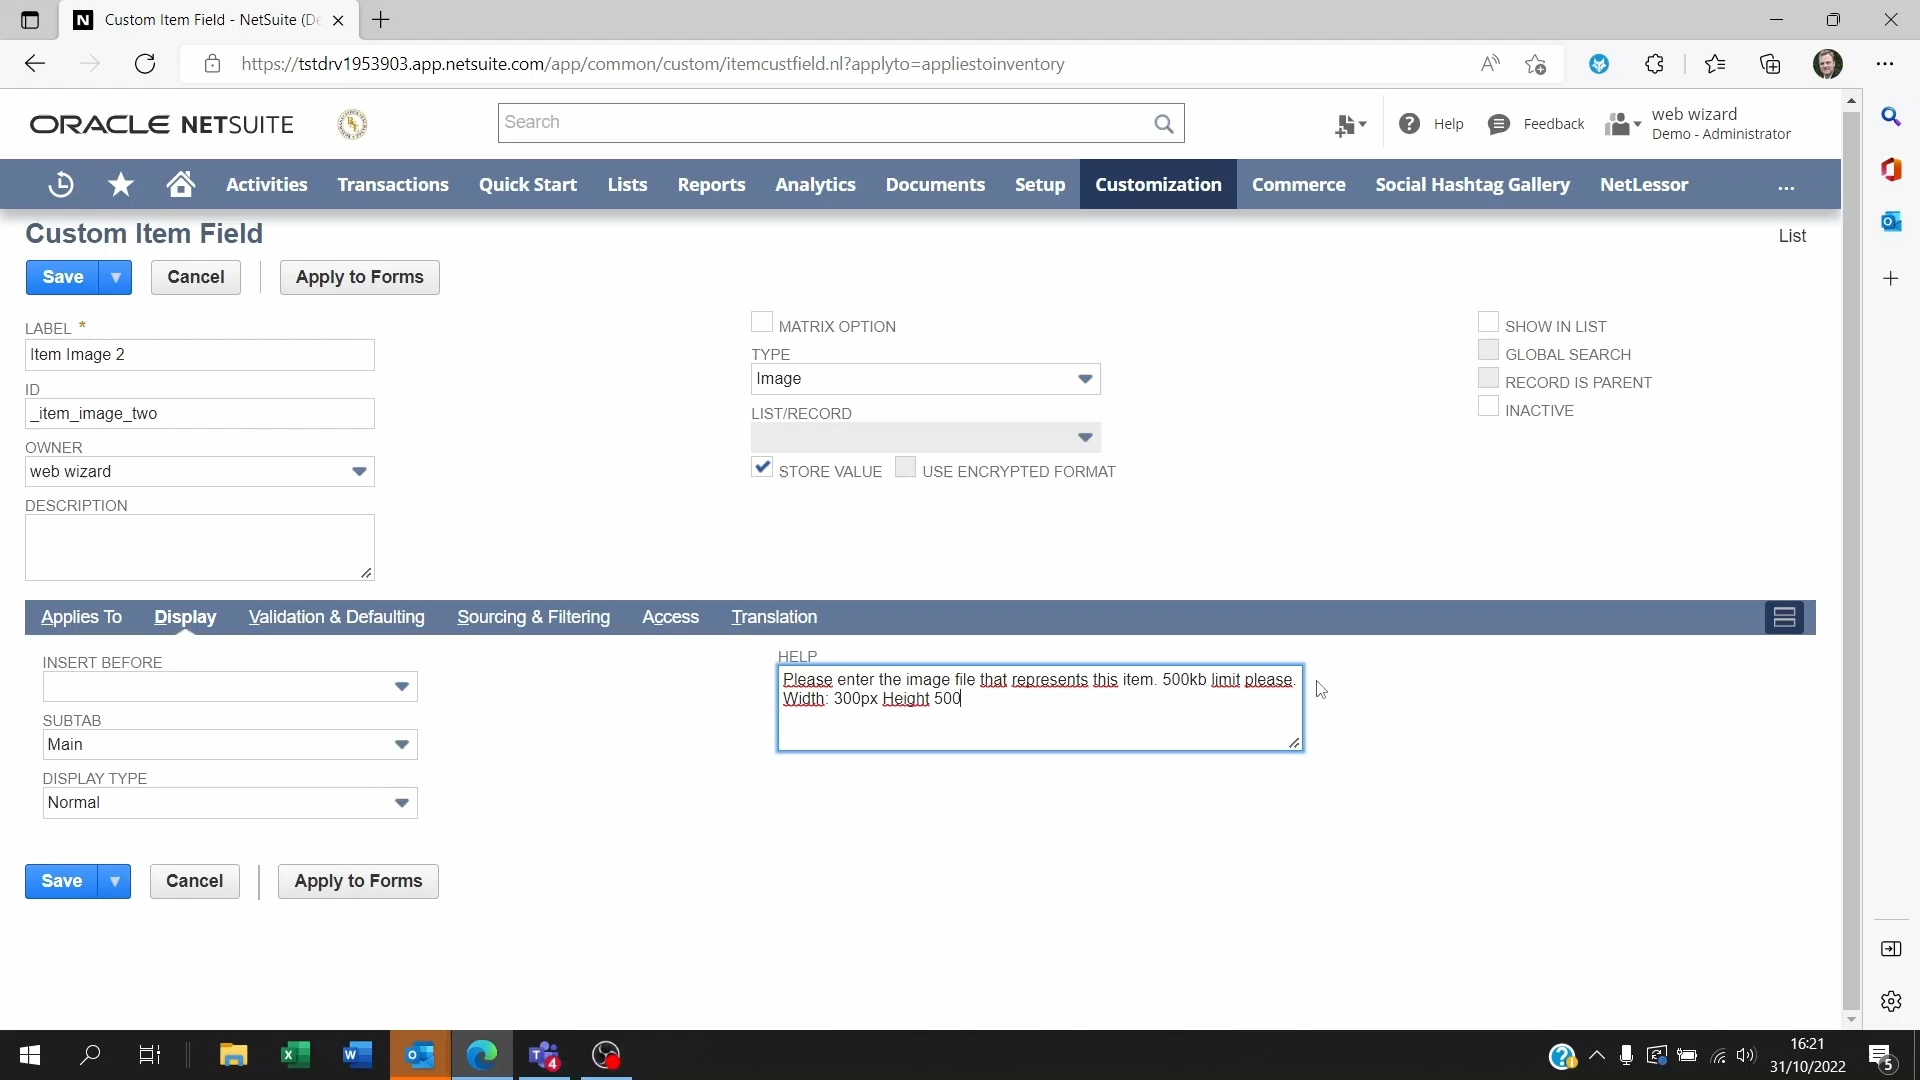 Custom Item Field - NetSuite (De
https://tstdrv1953903.app.netsuite.com/app/common/custom/itemcustfield.nl?applyto=appliestoinventory
ORACLE NETSUITE
Search
Help
Feedback
web wizard
Demo - Administrator
Activities Transactions Quick Start Lists Reports Analytics Documents Setup Customization Commerce Social Hashtag Gallery NetLessor ...
Custom Item Field
List
Save Cancel Apply to Forms
LABEL *
Item Image 2
ID
_item_image_two
OWNER
web wizard
DESCRIPTION
MATRIX OPTION
TYPE
Image
LIST/RECORD
STORE VALUE USE ENCRYPTED FORMAT
SHOW IN LIST
GLOBAL SEARCH
RECORD IS PARENT
INACTIVE
Applies To Display Validation & Defaulting Sourcing & Filtering Access Translation
INSERT BEFORE
SUBTAB
Main
DISPLAY TYPE
Normal
HELP
Please enter the image file that represents this item. 500kb limit please.
Width: 300px Height 500
Save Cancel Apply to Forms
4
16:21
31/10/2022
5